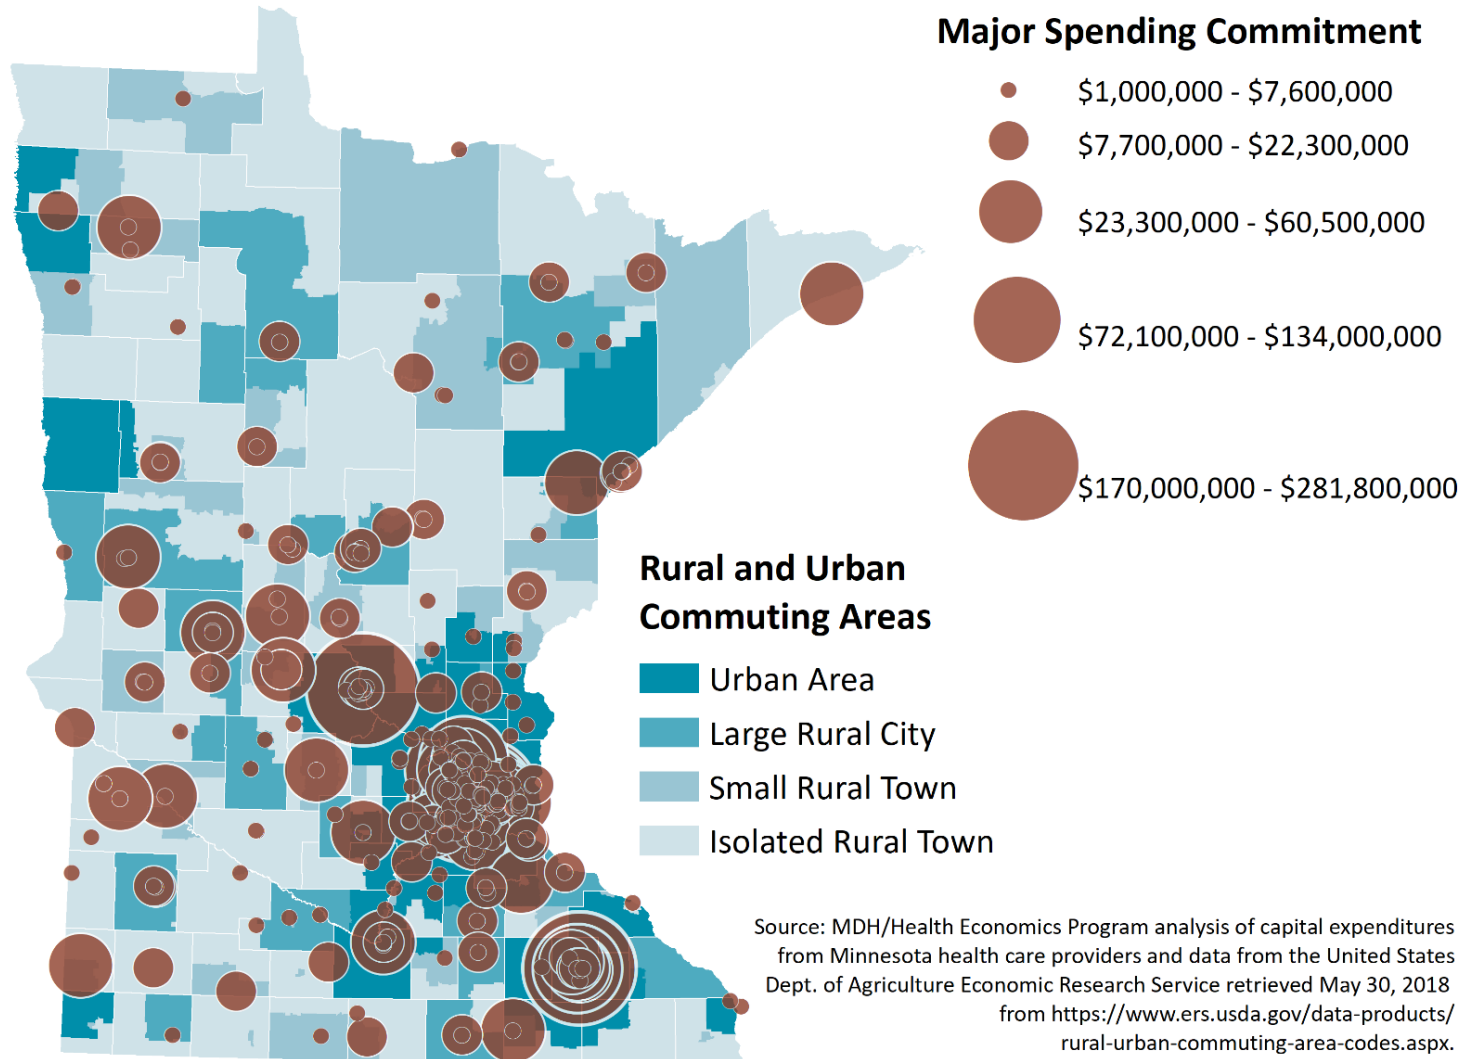 Major Spending Commitment
$1,000,000 - $7,600,000
$7,700,000 - $22,300,000
$23,300,000 - $60,500,000
$72,100,000 - $134,000,000
$170,000,000 - $281,800,000
Rural and Urban
Commuting Areas
Urban Area
Large Rural City
Small Rural Town
Isolated Rural Town
Source: MDH/Health Economics Program analysis of capital expenditures
from Minnesota health care providers and data from the United States
Dept. of Agriculture Economic Research Service retrieved May 30, 2018
from https://www.ers.usda.gov/data-products/
rural-urban-commuting-area-codes.aspx.